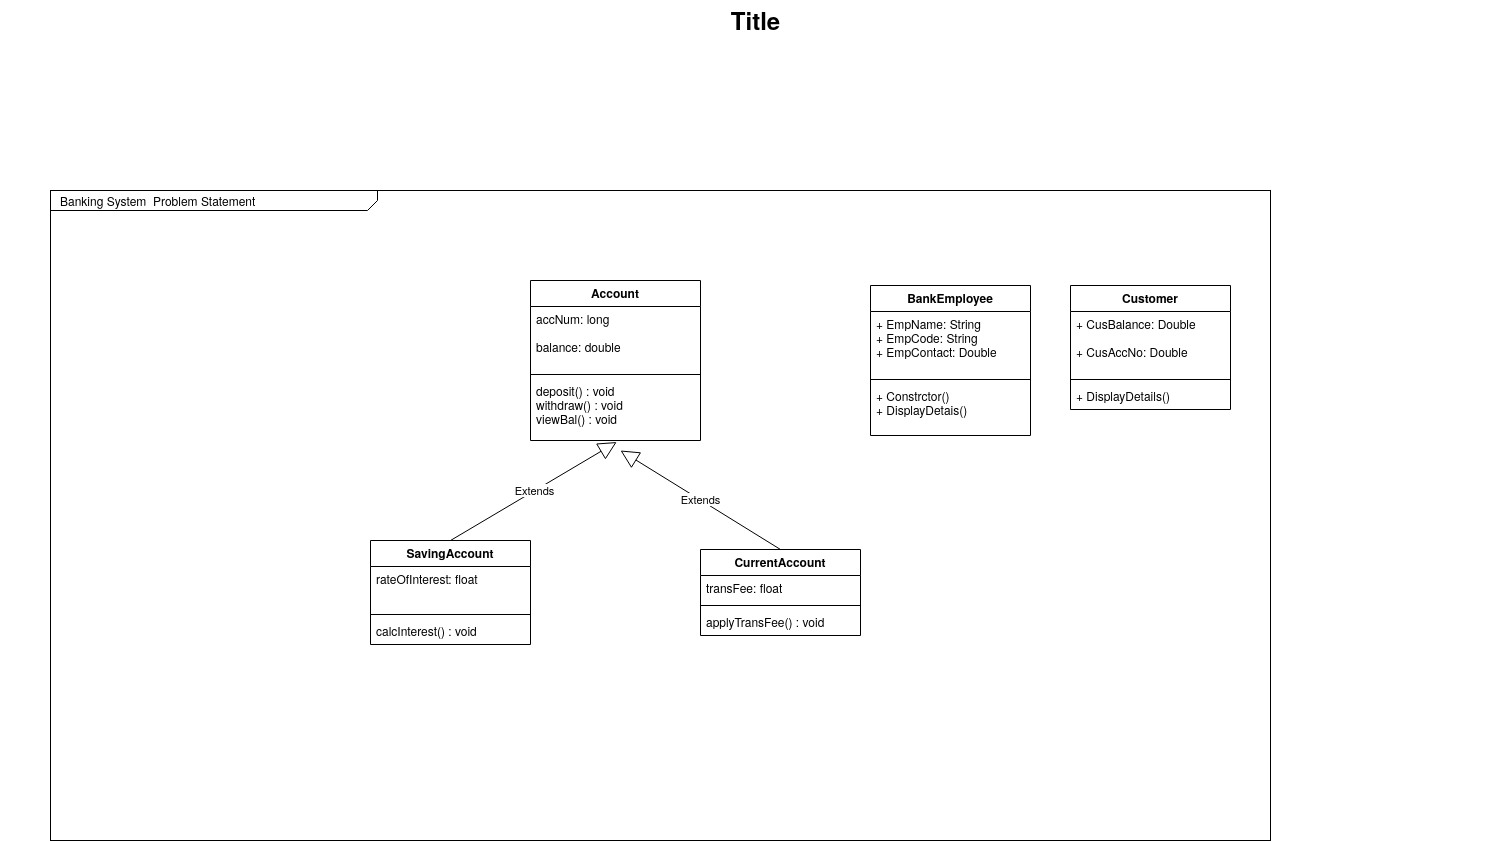 Title
Banking System  Problem Statement
Account
accNum: long
balance: double
deposit() : void
withdraw() : void
viewBal() : void
BankEmployee
+ EmpName: String
+ EmpCode: String
+ EmpContact: Double
+ Constrctor()
+ DisplayDetais()
Customer
+ CusBalance: Double
+ CusAccNo: Double
+ DisplayDetails()
Extends
Extends
SavingAccount
rateOfInterest: float
calcInterest() : void
CurrentAccount
transFee: float
applyTransFee() : void